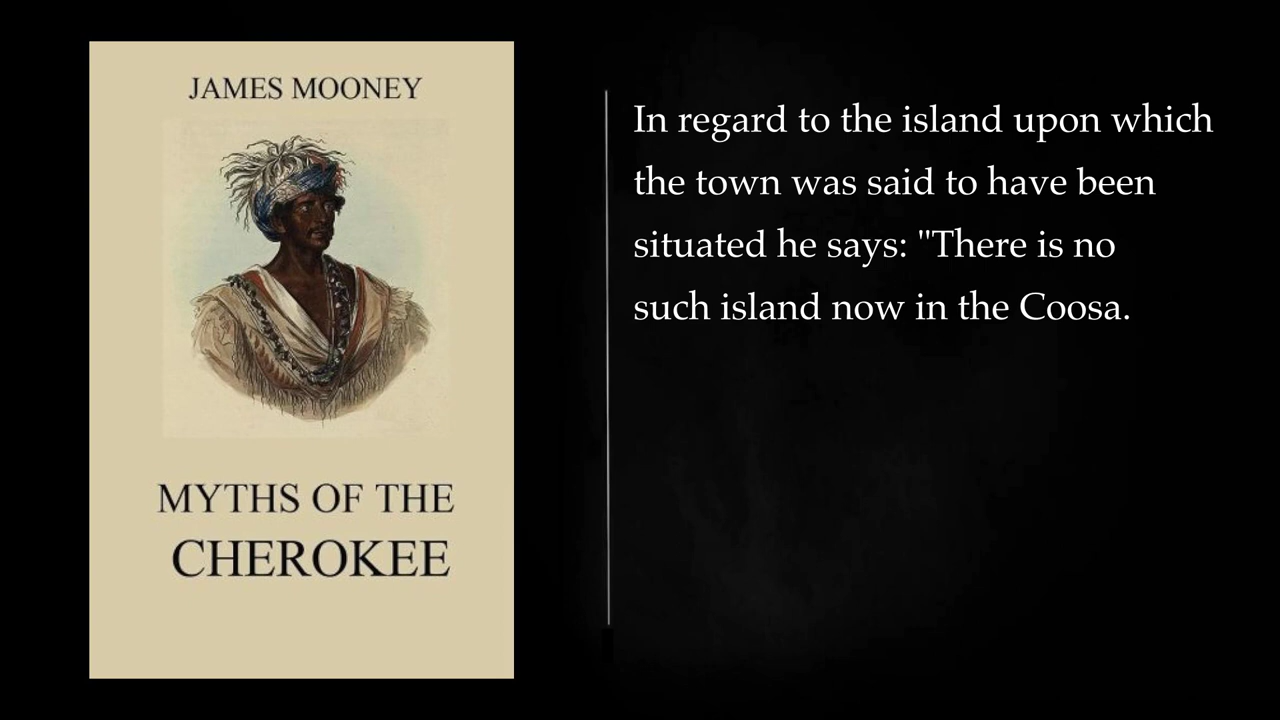 JAMES MOONEY
MYTHS OF THE
CHEROKEE
In regard to the island upon which
the town was said to have been
situated he says: "There is no
such island now in the Coosa.